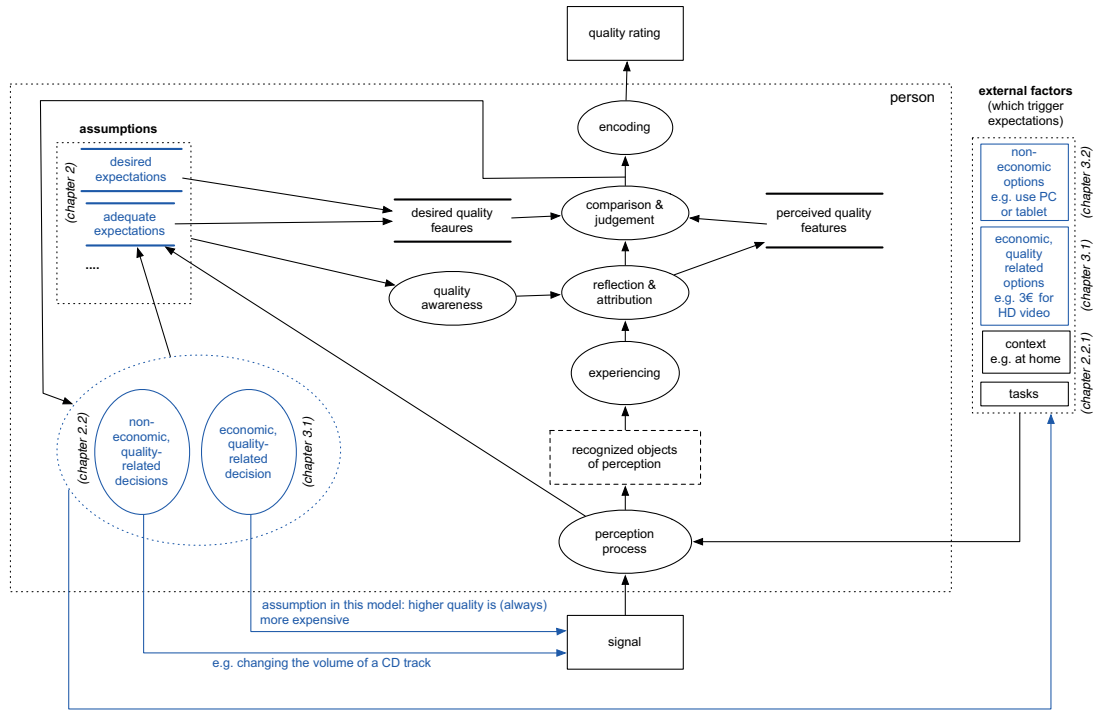 quality rating
person
external factors
(which trigger
expectations)
encoding
assumptions
(chapter 2)
desired
expectations
adequate
expectations
....
desired quality
feaures
comparison &
judgement
perceived quality
features
quality
awareness
reflection &
attribution
non-
economic
options
e.g. use PC
or tablet
(chapter 3.2)
economic,
quality
related
options
e.g. 3€ for
HD video
(chapter 3.1)
context
e.g. at home
tasks
(chapter 2.2.1)
experiencing
(chapter 2.2)
non-
economic,
quality-
related
decisions
economic,
quality-
related
decision
(chapter 3.1)
recognized objects
of perception
perception
process
assumption in this model: higher quality is (always)
more expensive
signal
e.g. changing the volume of a CD track